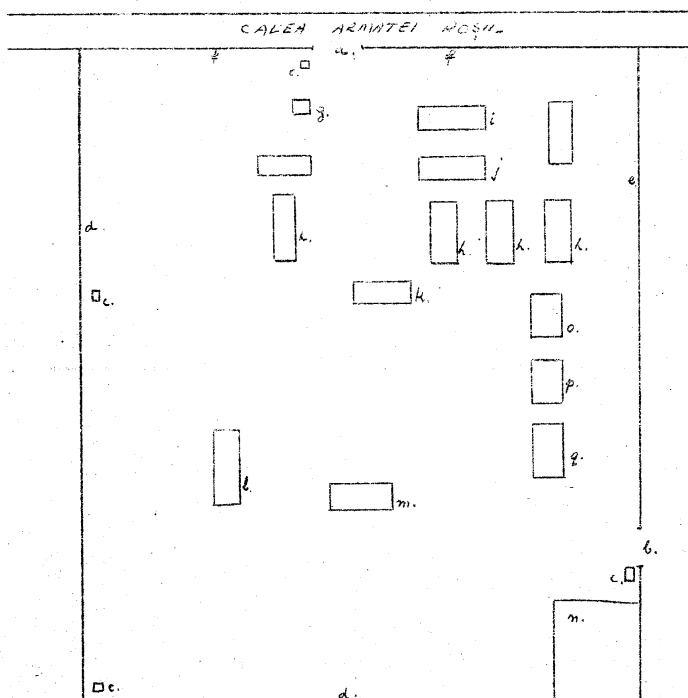 CALEA ARMATEI ROȘII
a.
f f
c.
g.
i
j
e
d
h. h. h. h.
c.
k.
o.
p.
q.
l.
m.
b.
c.
n.
c.
d.